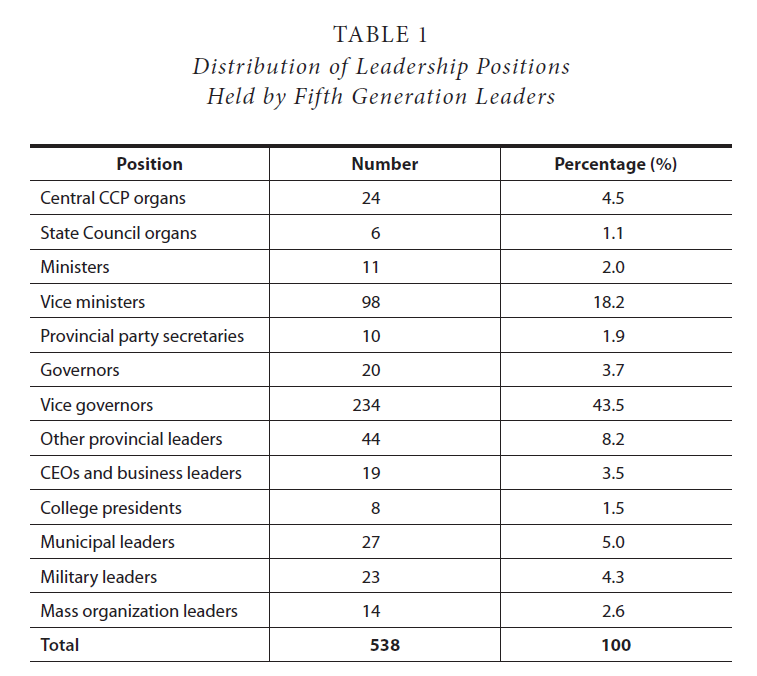 TABLE 1
Distribution of Leadership Positions
Held by Fifth Generation Leaders
Position Number Percentage (%)
Central CCP organs 24 4.5
State Council organs 6 1.1
Ministers 11 2.0
Vice ministers 98 18.2
Provincial party secretaries 10 1.9
Governors 20 3.7
Vice governors 234 43.5
Other provincial leaders 44 8.2
CEOs and business leaders 19 3.5
College presidents 8 1.5
Municipal leaders 27 5.0
Military leaders 23 4.3
Mass organization leaders 14 2.6
Total 538 100